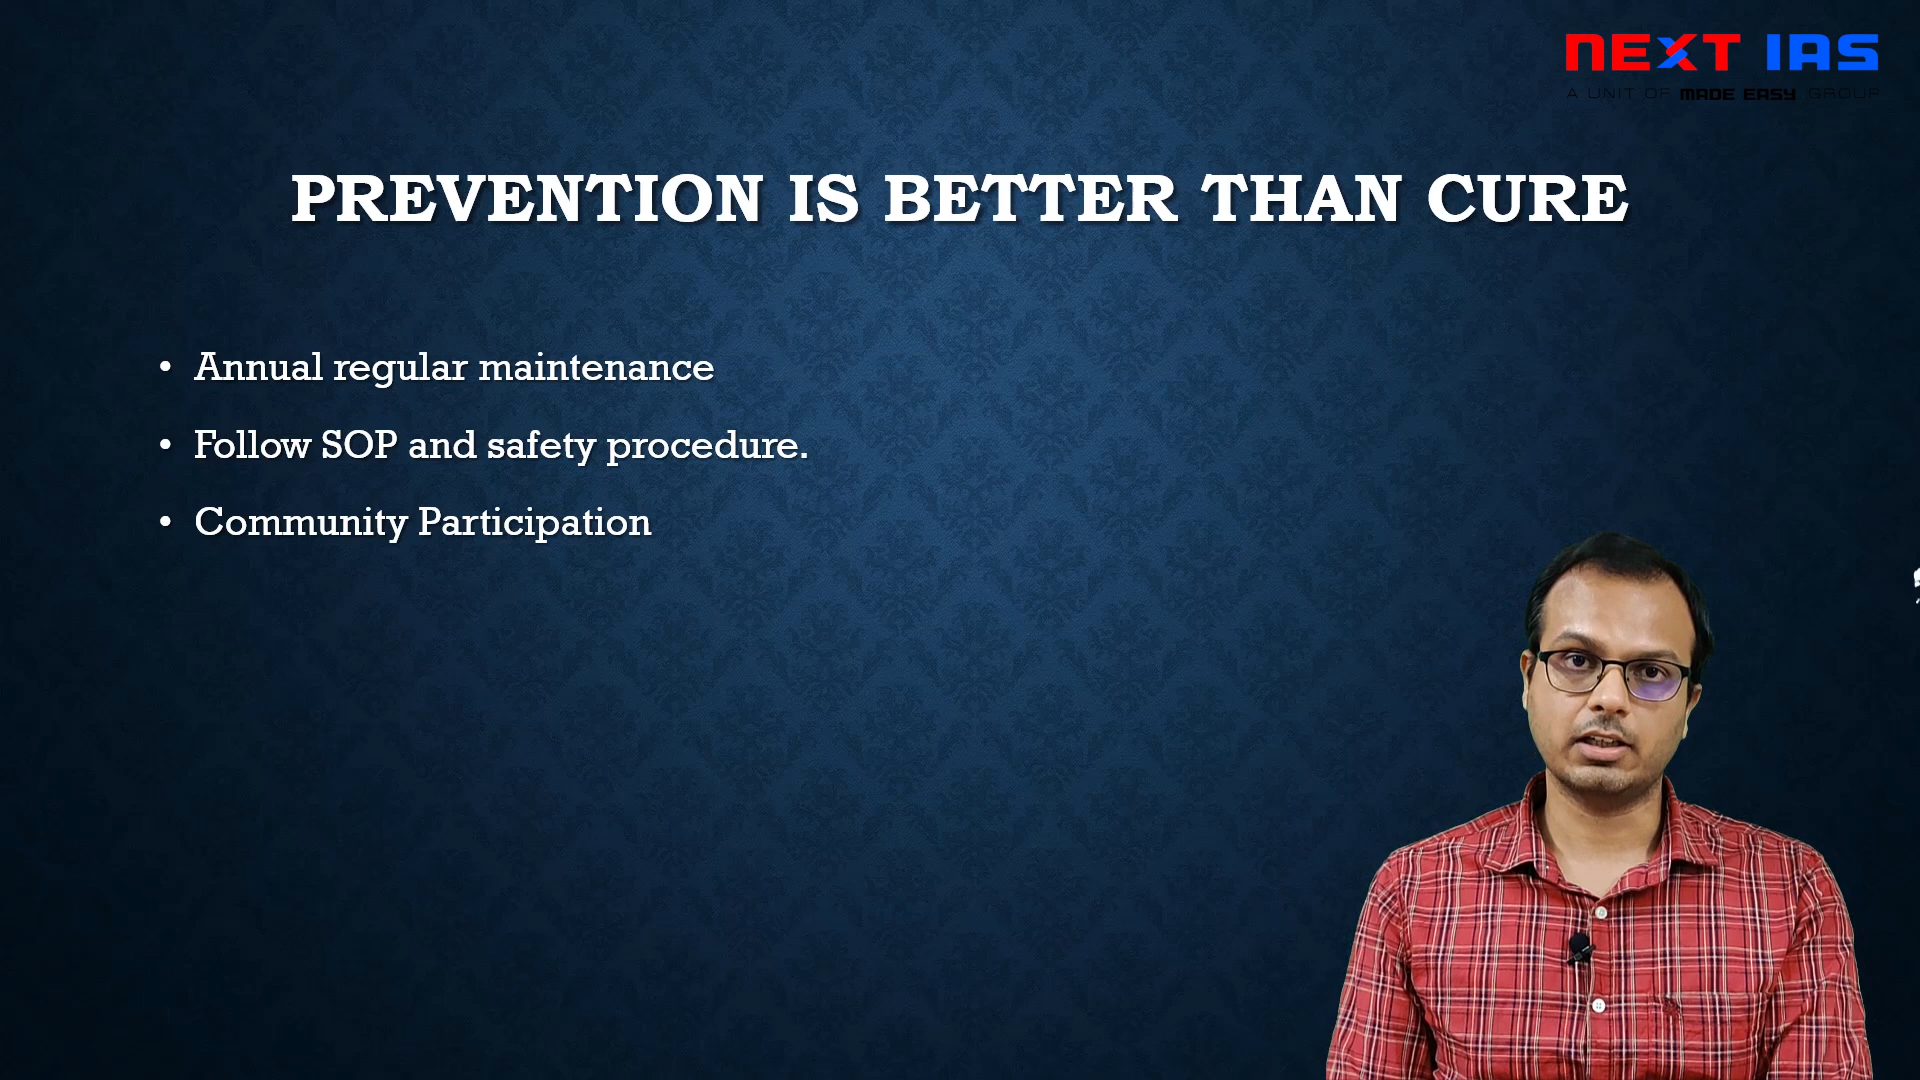 NEXT IAS
A UNIT OF MADE EASY GROUP
PREVENTION IS BETTER THAN CURE
• Annual regular maintenance
• Follow SOP and safety procedure.
• Community Participation